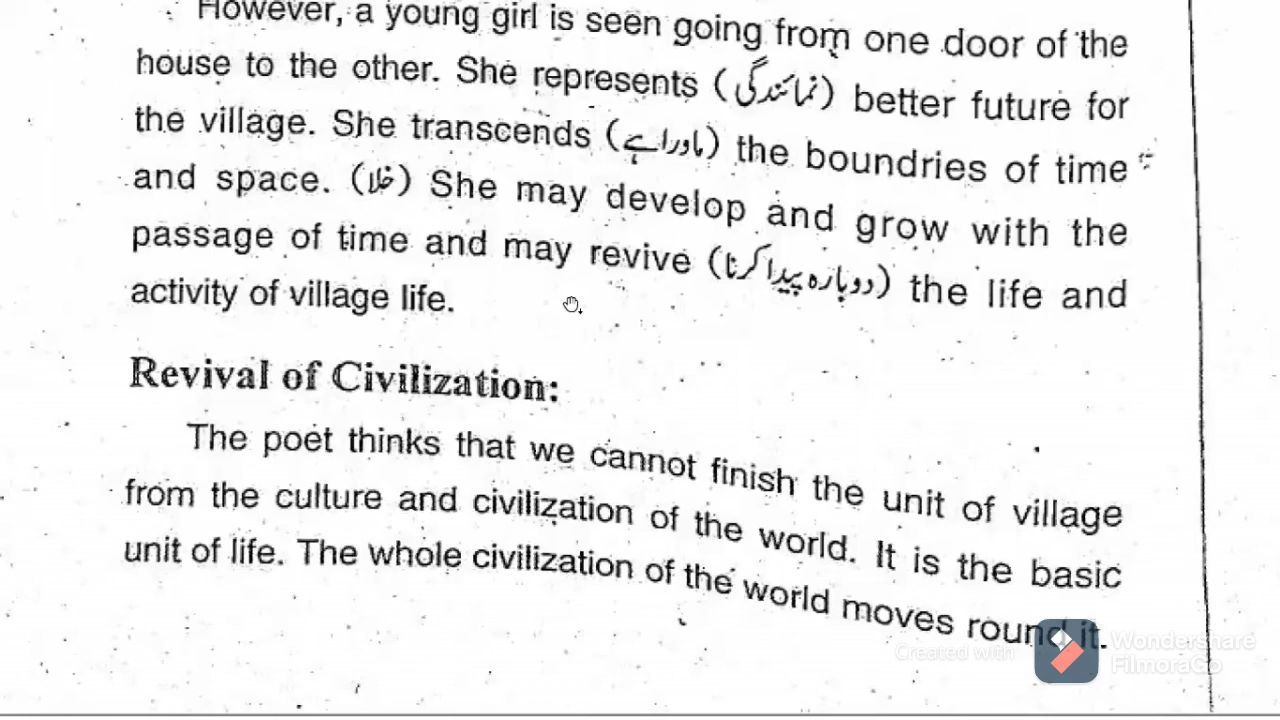 However, a young girl is seen going from one door of the
house to the other. She represents (نمائندگی) better future for
the village. She transcends (ماورا ہے) the boundries of time
and space. (خلا) She may develop and grow with the
passage of time and may revive (دوبارہ پیدا کرنا) the life and
activity of village life.
Revival of Civilization:
The poet thinks that we cannot finish the unit of village
from the culture and civilization of the world. It is the basic
unit of life. The whole civilization of the world moves round it.
Created with Wondershare
FilmoraGo